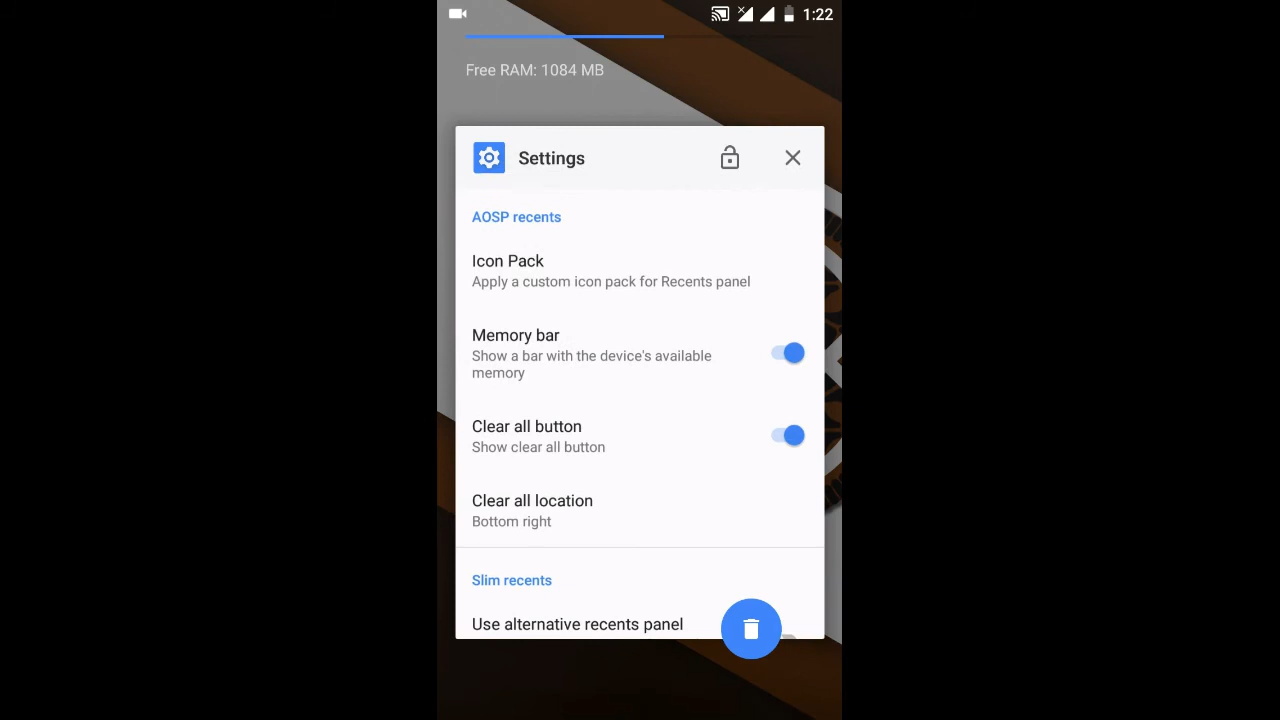 1:22
Free RAM: 1084 MB
Settings
AOSP recents
Icon Pack
Apply a custom icon pack for Recents panel
Memory bar
Show a bar with the device's available
memory
Clear all button
Show clear all button
Clear all location
Bottom right
Slim recents
Use alternative recents panel